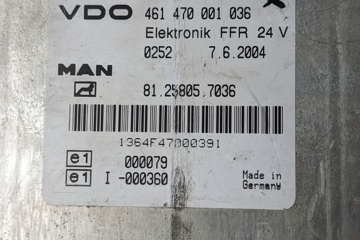 VDO 461 470 001 036
Elektronik FFR 24 V
0252 7.6.2004
MAN
81.25805.7036
1364F47000391
e1 000079
e1 I -000360
Made in
Germany